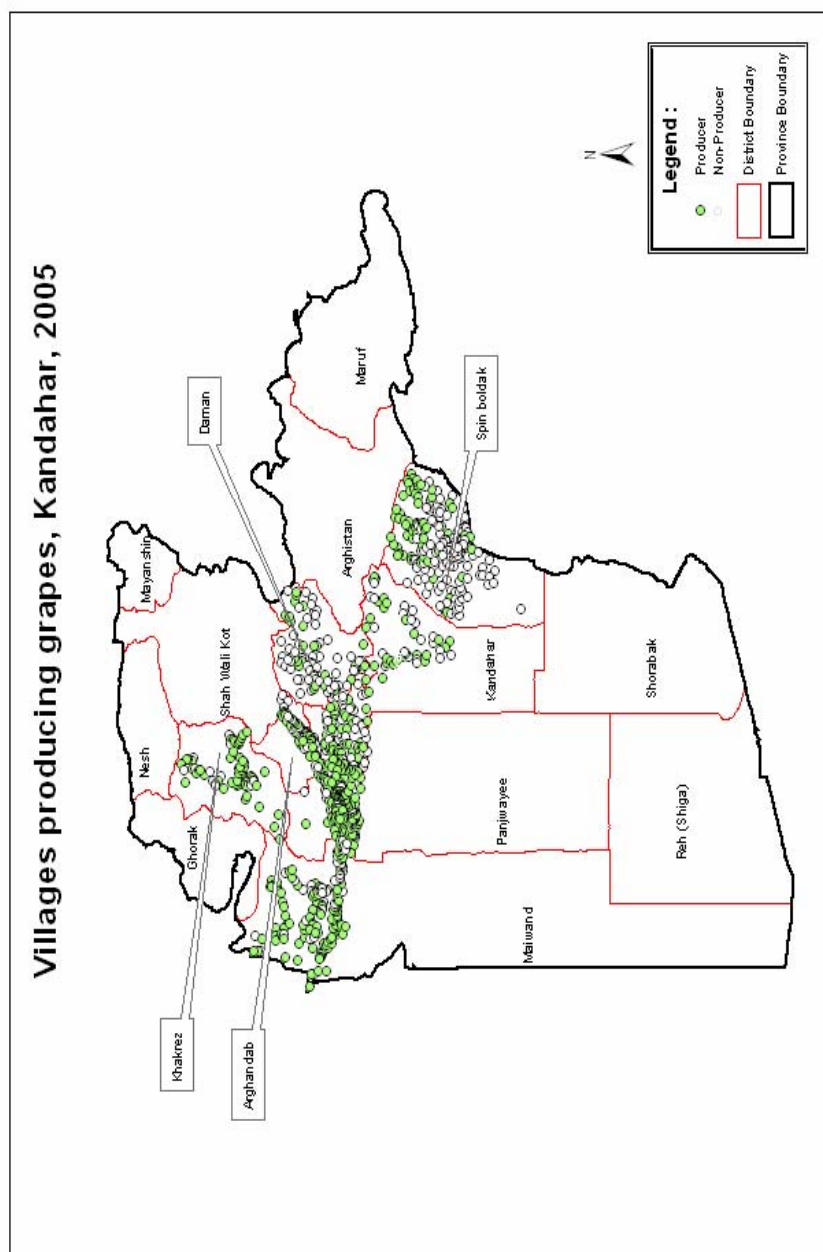 Villages producing grapes, Kandahar, 2005
Mayanshin
Nesh
Shah Wali Kot
Ghorak
Khakrez
Arghandab
Daman
Maruf
Arghistan
Spin boldak
Kandahar
Panjwayee
Maiwand
Shorabak
Reh (Shiga)
N
Legend :
Producer
Non-Producer
District Boundary
Province Boundary